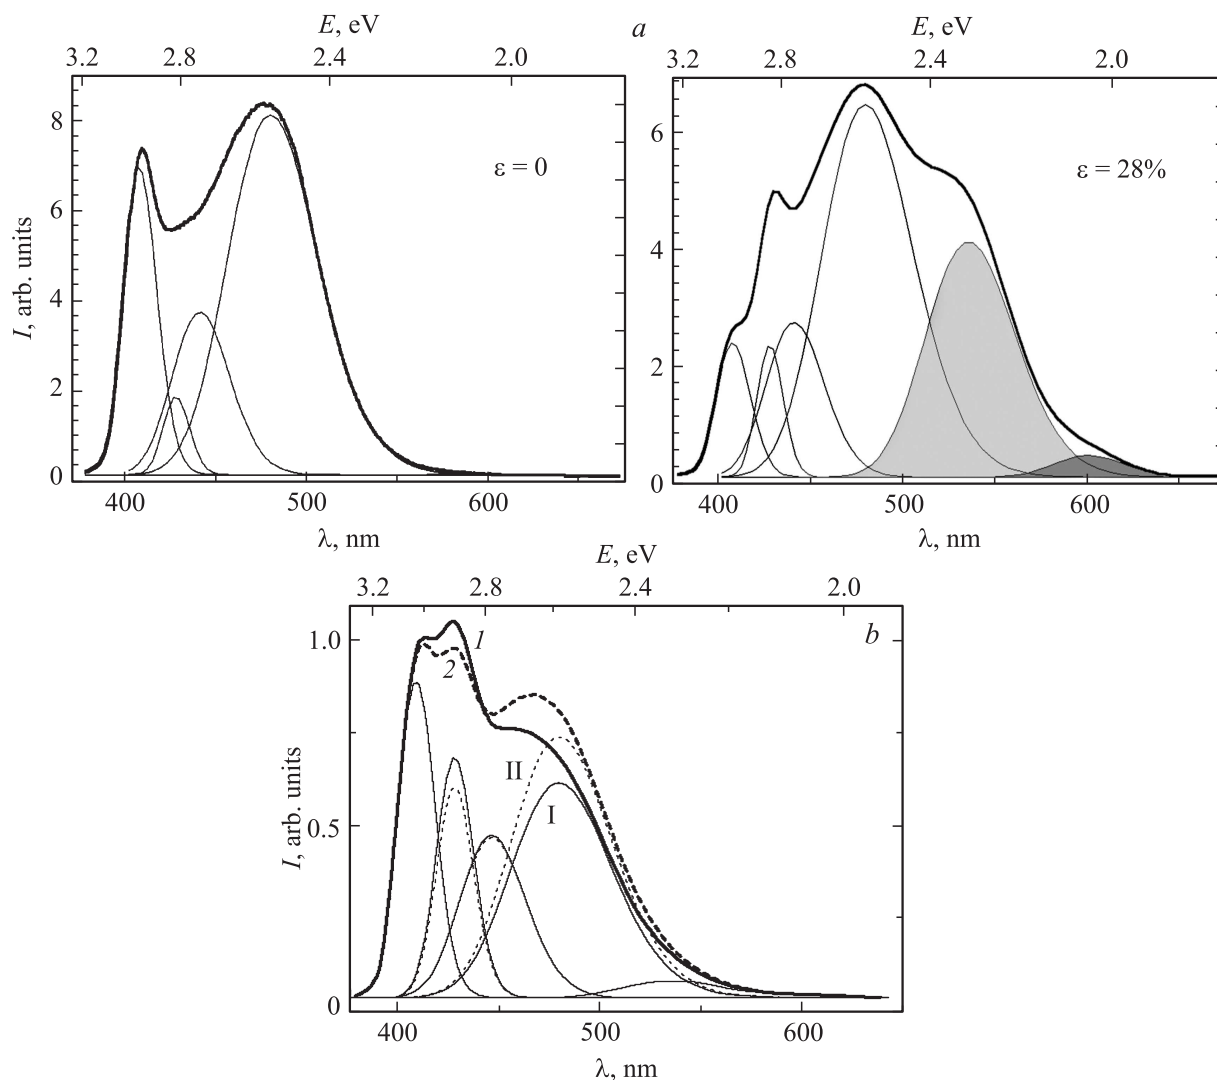 E, eV
a
E, eV
3.2 2.8 2.4 2.0
3.2 2.8 2.4 2.0
8
6
4
2
0
I, arb. units
ε = 0
400 500 600
λ, nm
6
4
2
0
ε = 28%
400 500 600
λ, nm
E, eV
3.2 2.8 2.4 2.0
b
1.0
0.5
0
I, arb. units
1
2
II
I
400 500 600
λ, nm